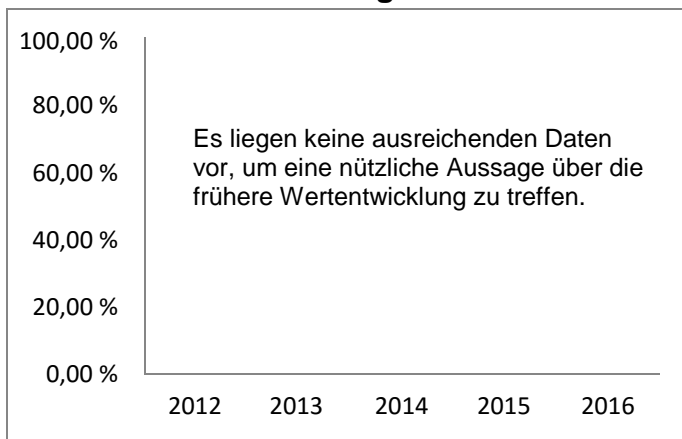 100,00 %
80,00 %
Es liegen keine ausreichenden Daten
vor, um eine nützliche Aussage über die
60,00 %
frühere Wertentwicklung zu treffen.
40,00 %
20,00 %
0,00 %
2012 2013 2014 2015 2016